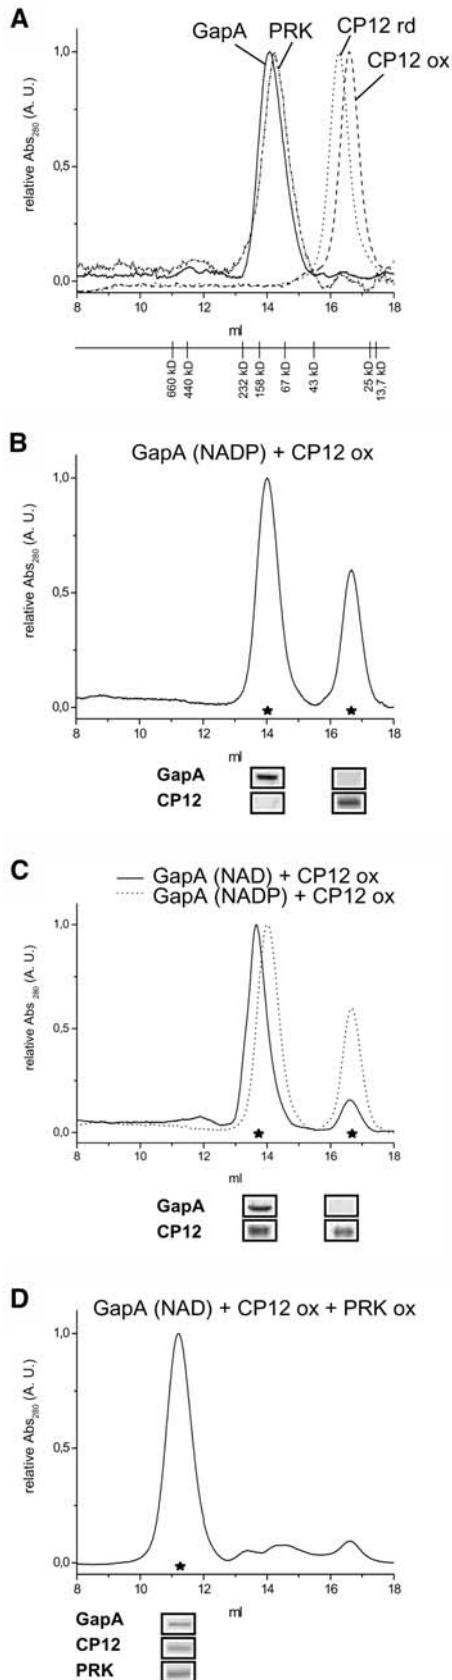 A
GapA PRK CP12 rd
CP12 ox
relative Abs280 (A. U.)
1,0
0,5
0,0
8 10 12 14 16 18
ml
660 kD 440 kD 232 kD 158 kD 67 kD 43 kD 25 kD 13,7 kD
B
GapA (NADP) + CP12 ox
relative Abs280 (A. U.)
1,0
0,5
0,0
8 10 12 14 16 18
ml
GapA
CP12
C
GapA (NAD) + CP12 ox
GapA (NADP) + CP12 ox
relative Abs 280 (A. U.)
1,0
0,5
0,0
8 10 12 14 16 18
ml
GapA
CP12
D
GapA (NAD) + CP12 ox + PRK ox
relative Abs280 (A. U.)
1,0
0,5
0,0
8 10 12 14 16 18
ml
GapA
CP12
PRK